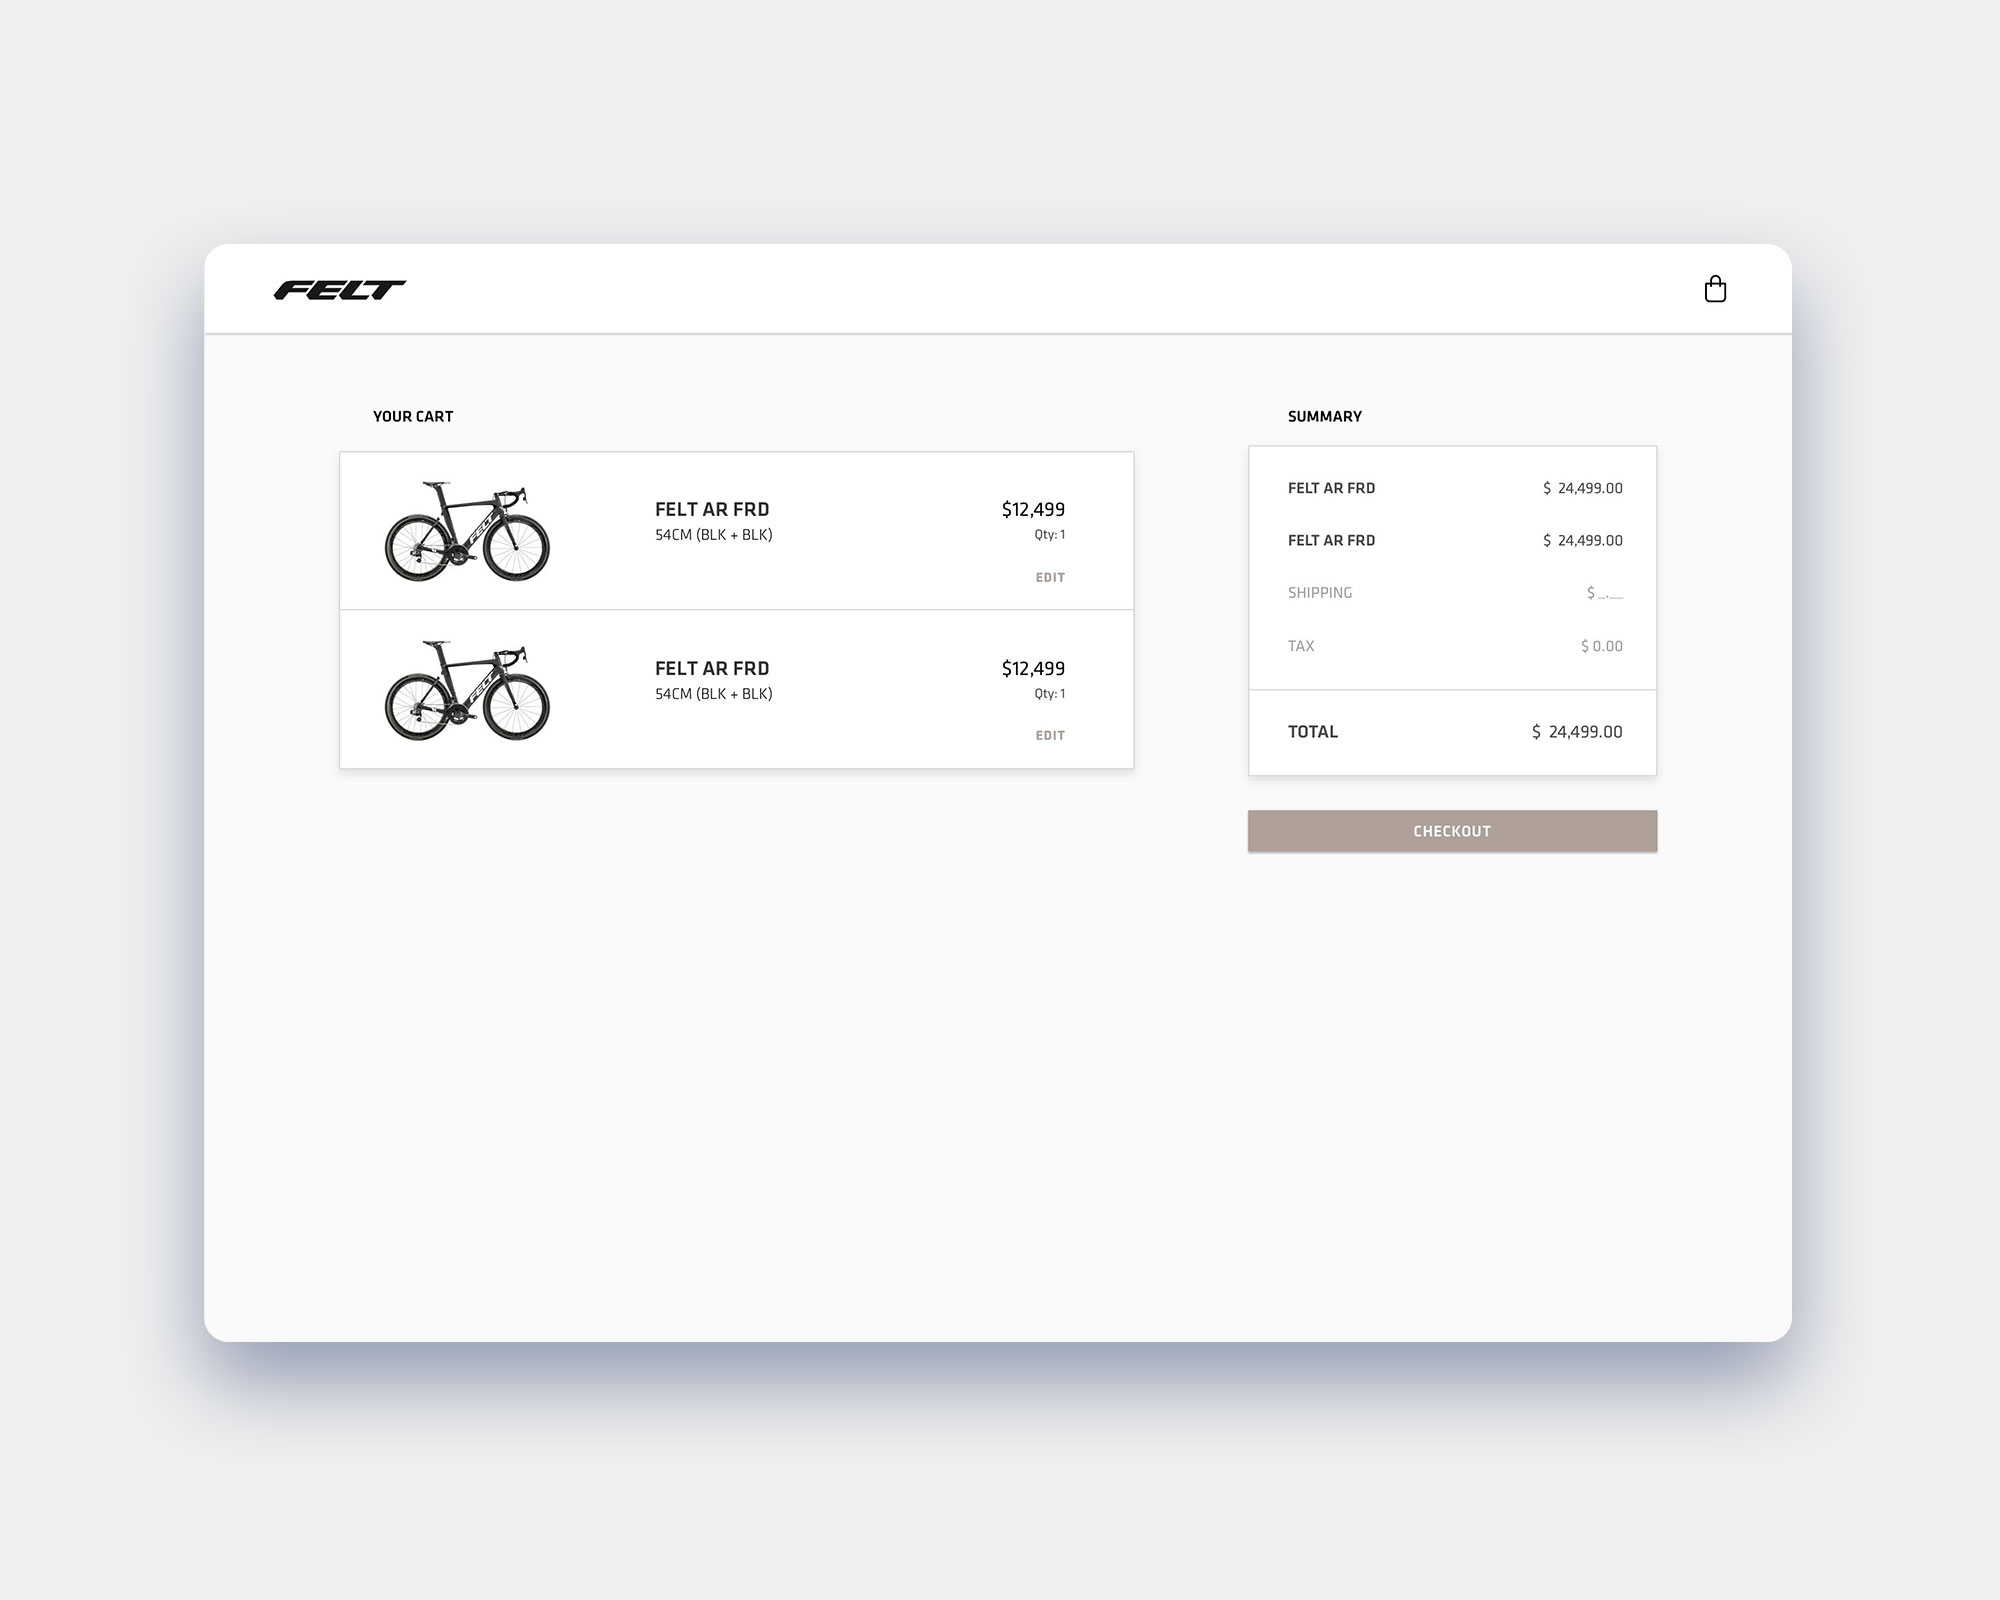 FELT
YOUR CART
FELT AR FRD
54CM (BLK + BLK)
$12,499
Qty: 1
EDIT
FELT AR FRD
54CM (BLK + BLK)
$12,499
Qty: 1
EDIT
SUMMARY
FELT AR FRD $ 24,499.00
FELT AR FRD $ 24,499.00
SHIPPING $ _.__
TAX $ 0.00
TOTAL $ 24,499.00
CHECKOUT